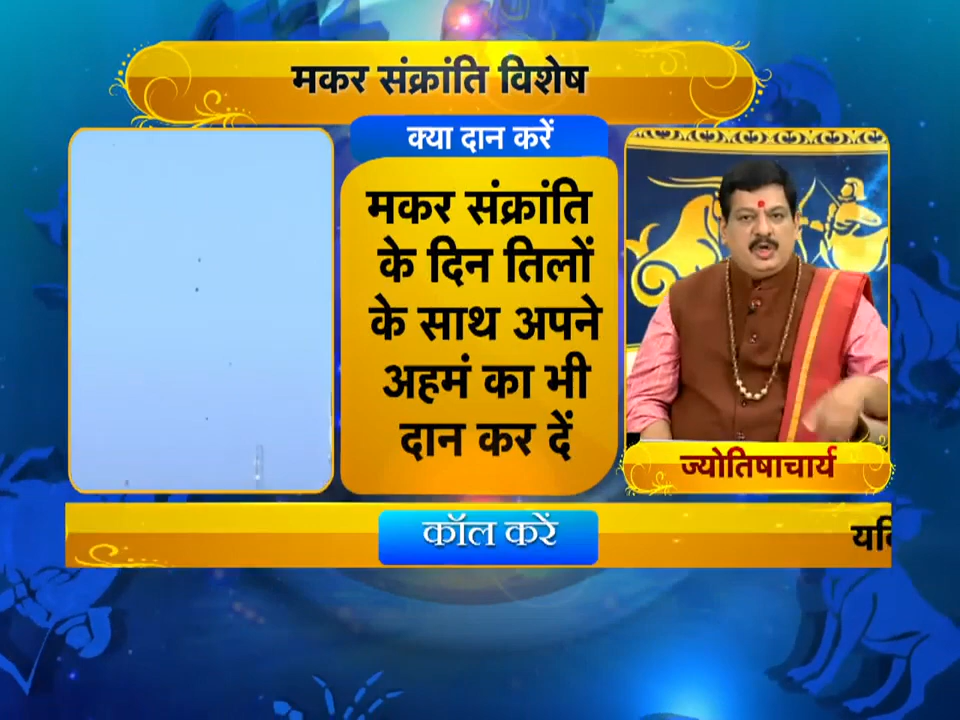 मकर संक्रांति विशेष
क्या दान करें
मकर संक्रांति
के दिन तिलों
के साथ अपने
अहमं का भी
दान कर दें
ज्योतिषाचार्य
कॉल करें